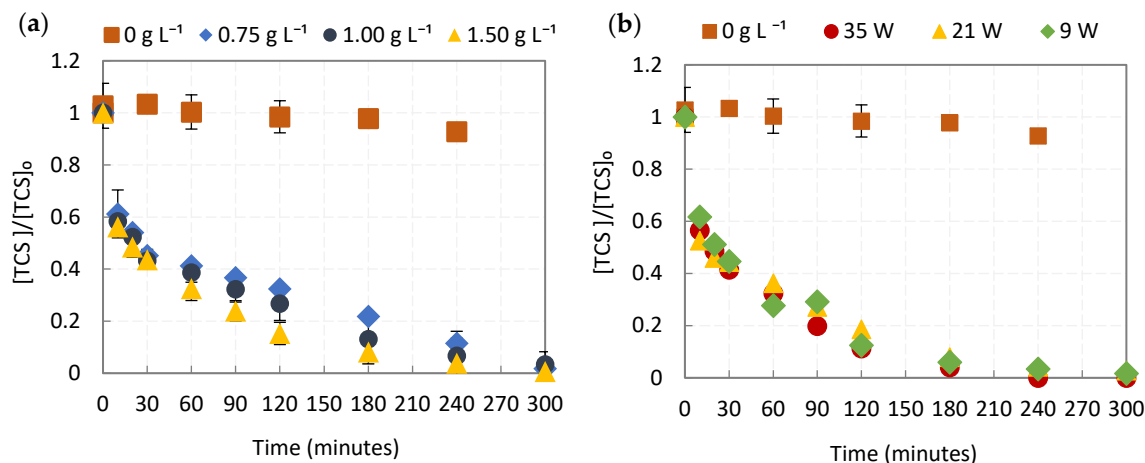 (a)
0 g L⁻¹ 0.75 g L⁻¹ 1.00 g L⁻¹ 1.50 g L⁻¹
1.2
1
0.8
0.6
0.4
0.2
0
[TCS ]/[TCS]₀
0 30 60 90 120 150 180 210 240 270 300
Time (minutes)
(b)
0 g L⁻¹ 35 W 21 W 9 W
1.2
1
0.8
0.6
0.4
0.2
0
[TCS ]/[TCS]₀
0 30 60 90 120 150 180 210 240 270 300
Time (minutes)